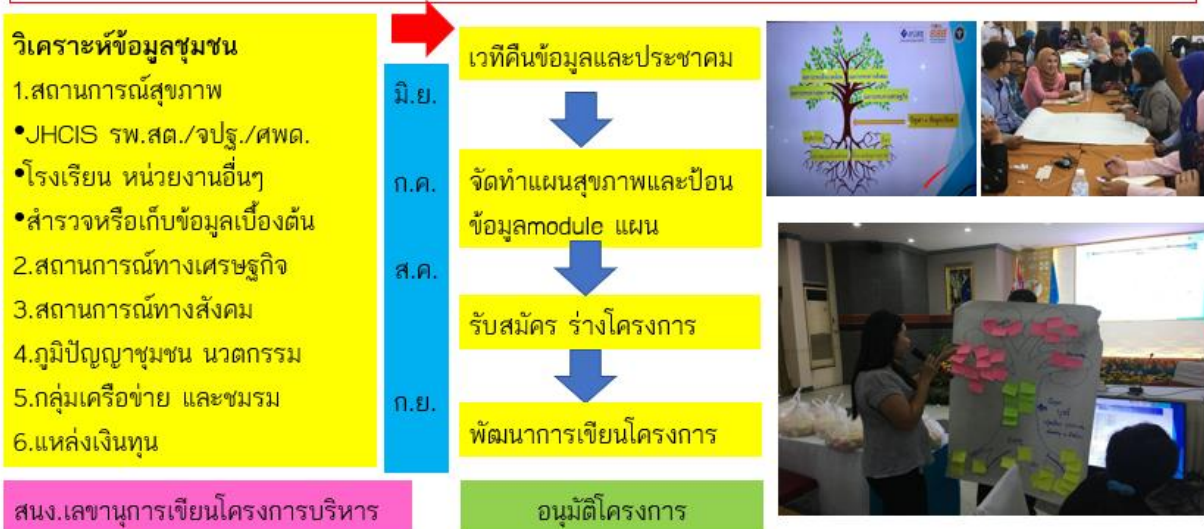 วิเคราะห์ข้อมูลชุมชน
1.สถานการณ์สุขภาพ
•JHCIS รพ.สต./จปฐ./ศพด.
•โรงเรียน หน่วยงานอื่นๆ
•สำรวจหรือเก็บข้อมูลเบื้องต้น
2.สถานการณ์ทางเศรษฐกิจ
3.สถานการณ์ทางสังคม
4.ภูมิปัญญาชุมชน นวตกรรม
5.กลุ่มเครือข่าย และชมรม
6.แหล่งเงินทุน
สนง.เลขานุการเขียนโครงการบริหาร
มิ.ย.
ก.ค.
ส.ค.
ก.ย.
เวทีคืนข้อมูลและประชาคม
จัดทำแผนสุขภาพและป้อน
ข้อมูลmodule แผน
รับสมัคร ร่างโครงการ
พัฒนาการเขียนโครงการ
อนุมัติโครงการ